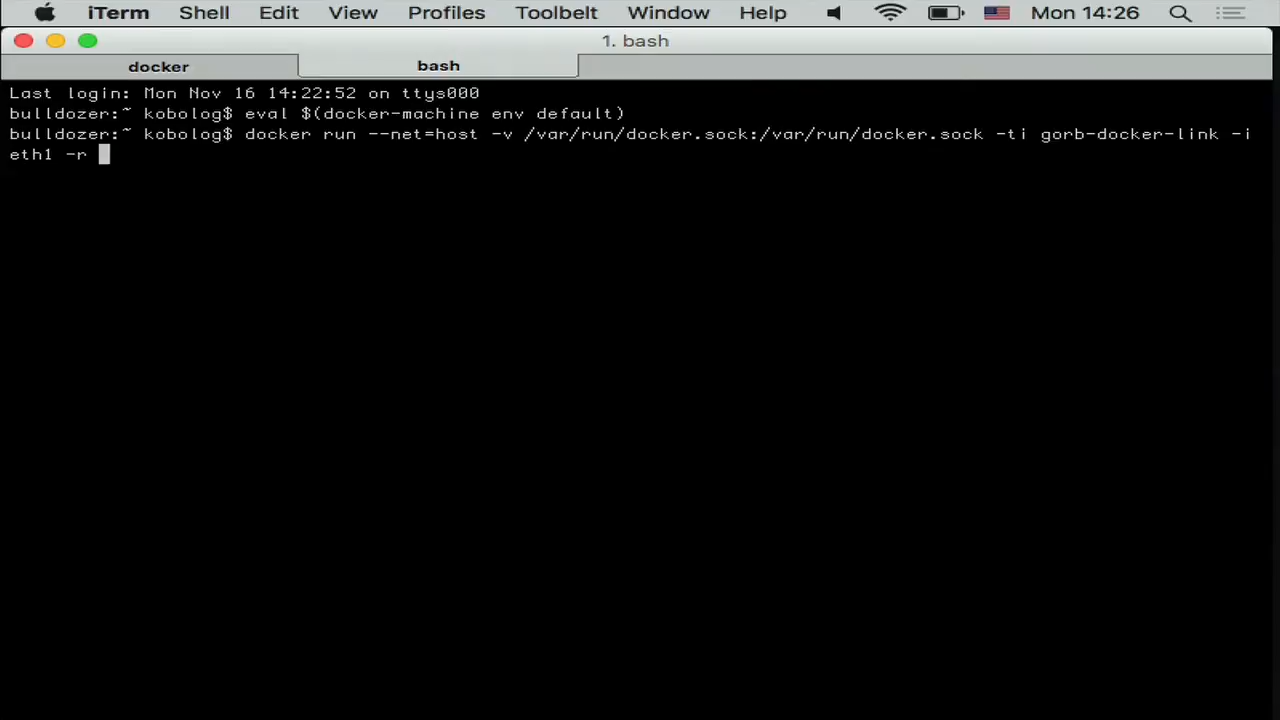 iTerm Shell Edit View Profiles Toolbelt Window Help Mon 14:26
1. bash
docker bash
Last login: Mon Nov 16 14:22:52 on ttys000
bulldozer:~ kobolog$ eval $(docker-machine env default)
bulldozer:~ kobolog$ docker run --net=host -v /var/run/docker.sock:/var/run/docker.sock -ti gorb-docker-link -i
eth1 -r